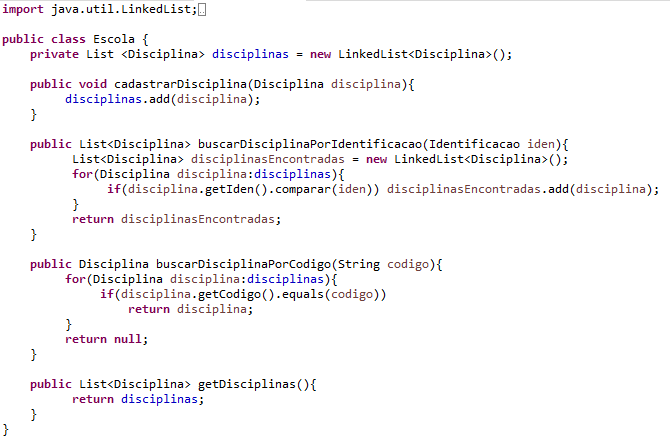 import java.util.LinkedList;
public class Escola {
private List <Disciplina> disciplinas = new LinkedList<Disciplina>();
public void cadastrarDisciplina(Disciplina disciplina){
disciplinas.add(disciplina);
}
public List<Disciplina> buscarDisciplinaPorIdentificacao(Identificacao iden){
List<Disciplina> disciplinasEncontradas = new LinkedList<Disciplina>();
for(Disciplina disciplina:disciplinas){
if(disciplina.getIden().comparar(iden)) disciplinasEncontradas.add(disciplina);
}
return disciplinasEncontradas;
}
public Disciplina buscarDisciplinaPorCodigo(String codigo){
for(Disciplina disciplina:disciplinas){
if(disciplina.getCodigo().equals(codigo))
return disciplina;
}
return null;
}
public List<Disciplina> getDisciplinas(){
return disciplinas;
}
}